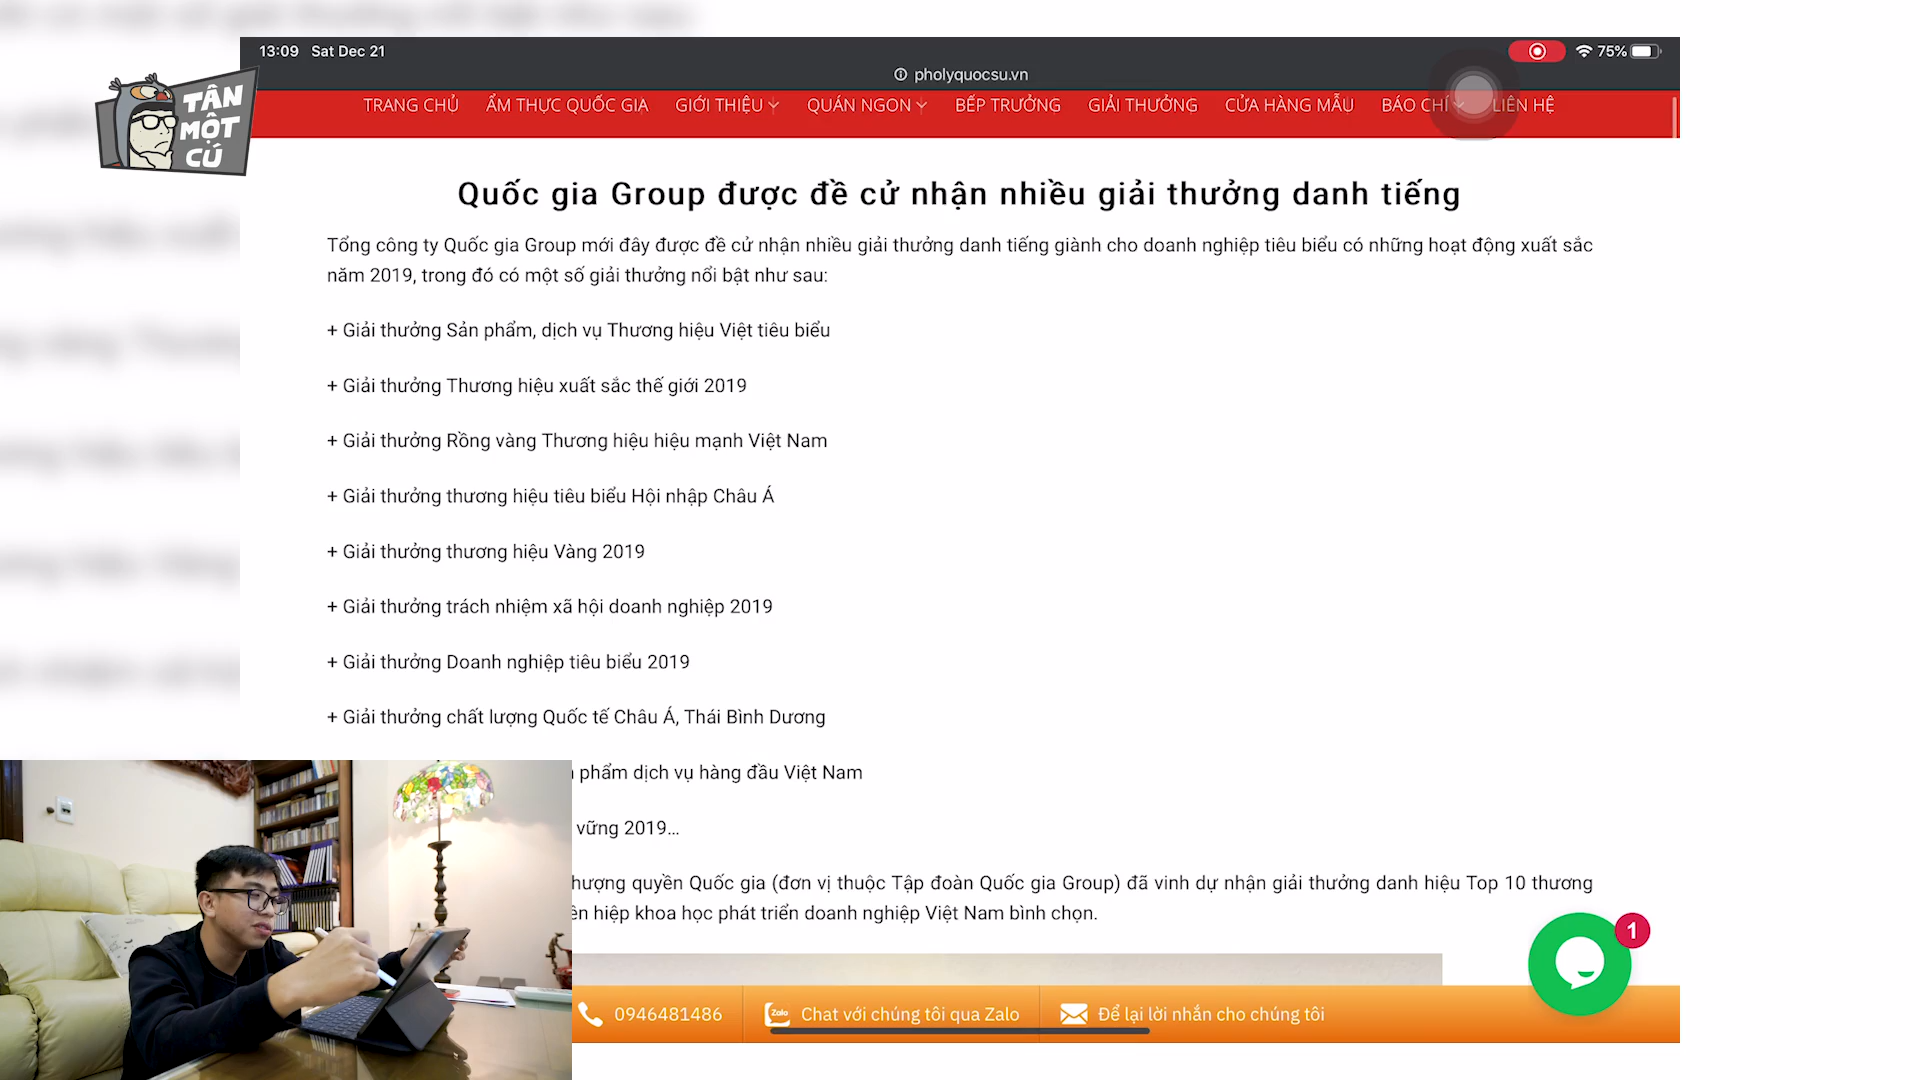 13:09 Sat Dec 21
75%
pholyquocsu.vn
TÂN
MỘT
CÚ
TRANG CHỦ ẨM THỰC QUỐC GIA GIỚI THIỆU QUÁN NGON BẾP TRƯỞNG GIẢI THƯỞNG CỬA HÀNG MẪU BÁO CHÍ LIÊN HỆ
Quốc gia Group được đề cử nhận nhiều giải thưởng danh tiếng
Tổng công ty Quốc gia Group mới đây được đề cử nhận nhiều giải thưởng danh tiếng giành cho doanh nghiệp tiêu biểu có những hoạt động xuất sắc
năm 2019, trong đó có một số giải thưởng nổi bật như sau:
+ Giải thưởng Sản phẩm, dịch vụ Thương hiệu Việt tiêu biểu
+ Giải thưởng Thương hiệu xuất sắc thế giới 2019
+ Giải thưởng Rồng vàng Thương hiệu hiệu mạnh Việt Nam
+ Giải thưởng thương hiệu tiêu biểu Hội nhập Châu Á
+ Giải thưởng thương hiệu Vàng 2019
+ Giải thưởng trách nhiệm xã hội doanh nghiệp 2019
+ Giải thưởng Doanh nghiệp tiêu biểu 2019
+ Giải thưởng chất lượng Quốc tế Châu Á, Thái Bình Dương
phẩm dịch vụ hàng đầu Việt Nam
vững 2019...
quyền Quốc gia (đơn vị thuộc Tập đoàn Quốc gia Group) đã vinh dự nhận giải thưởng danh hiệu Top 10 thương
hiệp khoa học phát triển doanh nghiệp Việt Nam bình chọn.
1
0946481486 Zalo Chat với chúng tôi qua Zalo Để lại lời nhắn cho chúng tôi